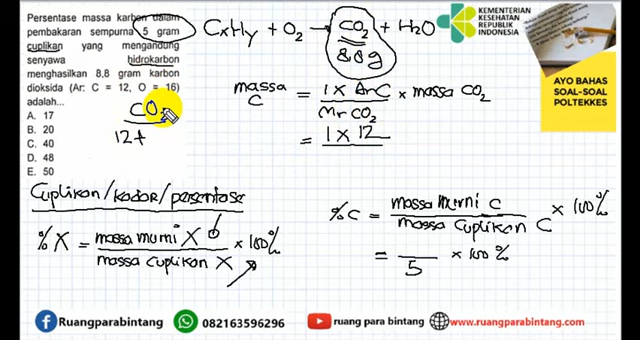 Persentase massa karbon dalam
pembakaran sempurna 5 gram
cuplikan yang mengandung
senyawa hidrokarbon
menghasilkan 8,8 gram karbon
dioksida (Ar: C = 12, O = 16)
adalah...
A. 17
B. 20
C. 40
D. 48
E. 50
CxHy + O2 → CO2 + H2O
8,8g
KEMENTERIAN
KESEHATAN
REPUBLIK
INDONESIA
AYO BAHAS
SOAL-SOAL
POLTEKKES
massa C = 1 x Ar C / Mr CO2 x massa CO2
= 1 x 12
CO2
12+
Cuplikan/kadar/persentase
% X = massa murni X / massa cuplikan X x 100%
% C = massa murni C / massa cuplikan C x 100%
= / 5 x 100%
Ruangparabintang
082163596296
ruang para bintang
www.ruangparabintang.com